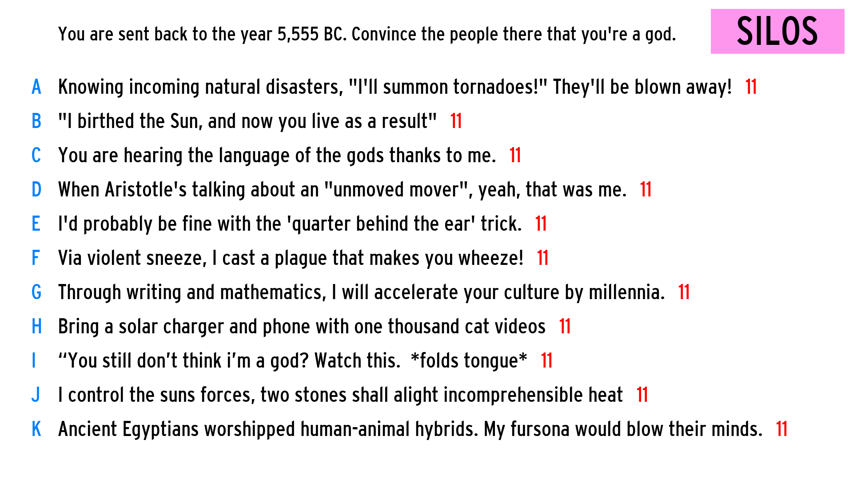 You are sent back to the year 5,555 BC. Convince the people there that you're a god.
SILOS
A Knowing incoming natural disasters, "I'll summon tornadoes!" They'll be blown away! 11
B "I birthed the Sun, and now you live as a result" 11
C You are hearing the language of the gods thanks to me. 11
D When Aristotle's talking about an "unmoved mover", yeah, that was me. 11
E I'd probably be fine with the 'quarter behind the ear' trick. 11
F Via violent sneeze, I cast a plague that makes you wheeze! 11
G Through writing and mathematics, I will accelerate your culture by millennia. 11
H Bring a solar charger and phone with one thousand cat videos 11
I “You still don’t think i’m a god? Watch this. *folds tongue* 11
J I control the suns forces, two stones shall alight incomprehensible heat 11
K Ancient Egyptians worshipped human-animal hybrids. My fursona would blow their minds. 11